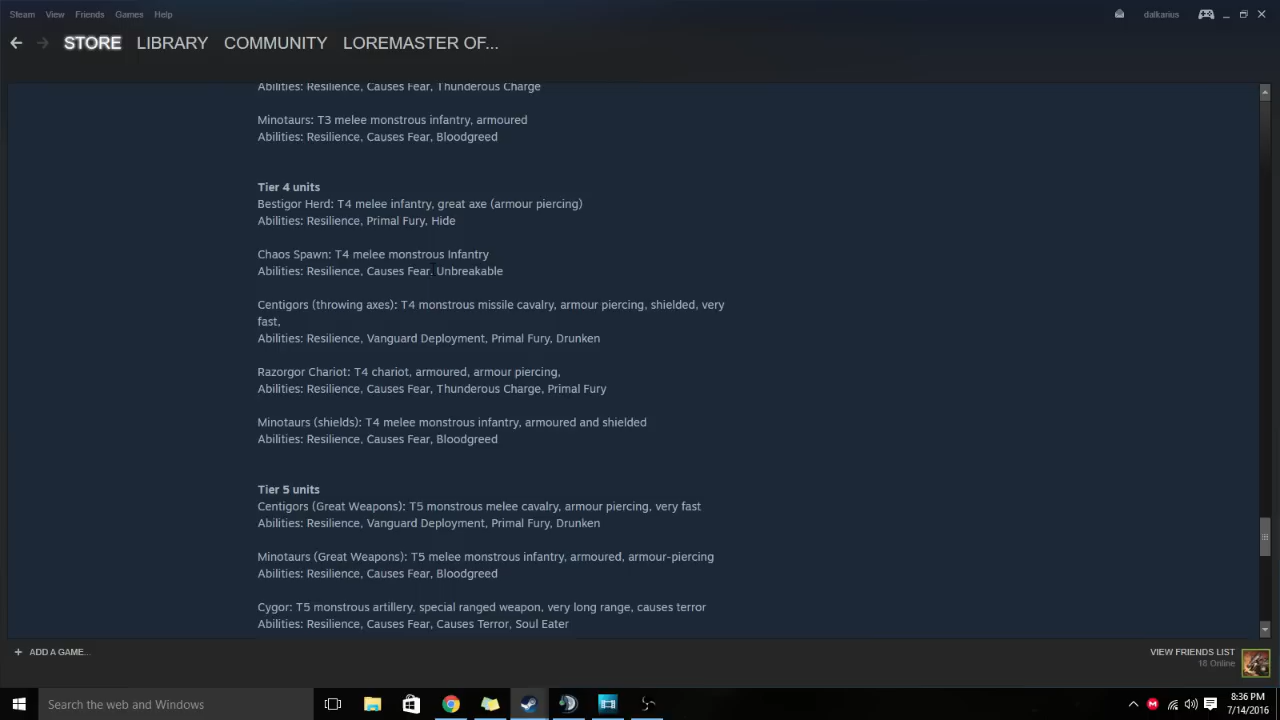 Steam View Friends Games Help
dalkarius
STORE LIBRARY COMMUNITY LOREMASTER OF...
Abilities: Resilience, Causes Fear, Thunderous Charge
Minotaurs: T3 melee monstrous infantry, armoured
Abilities: Resilience, Causes Fear, Bloodgreed
Tier 4 units
Bestigor Herd: T4 melee infantry, great axe (armour piercing)
Abilities: Resilience, Primal Fury, Hide
Chaos Spawn: T4 melee monstrous Infantry
Abilities: Resilience, Causes Fear. Unbreakable
Centigors (throwing axes): T4 monstrous missile cavalry, armour piercing, shielded, very
fast,
Abilities: Resilience, Vanguard Deployment, Primal Fury, Drunken
Razorgor Chariot: T4 chariot, armoured, armour piercing,
Abilities: Resilience, Causes Fear, Thunderous Charge, Primal Fury
Minotaurs (shields): T4 melee monstrous infantry, armoured and shielded
Abilities: Resilience, Causes Fear, Bloodgreed
Tier 5 units
Centigors (Great Weapons): T5 monstrous melee cavalry, armour piercing, very fast
Abilities: Resilience, Vanguard Deployment, Primal Fury, Drunken
Minotaurs (Great Weapons): T5 melee monstrous infantry, armoured, armour-piercing
Abilities: Resilience, Causes Fear, Bloodgreed
Cygor: T5 monstrous artillery, special ranged weapon, very long range, causes terror
Abilities: Resilience, Causes Fear, Causes Terror, Soul Eater
+ ADD A GAME...
VIEW FRIENDS LIST
18 Online
Search the web and Windows
8:36 PM
7/14/2016